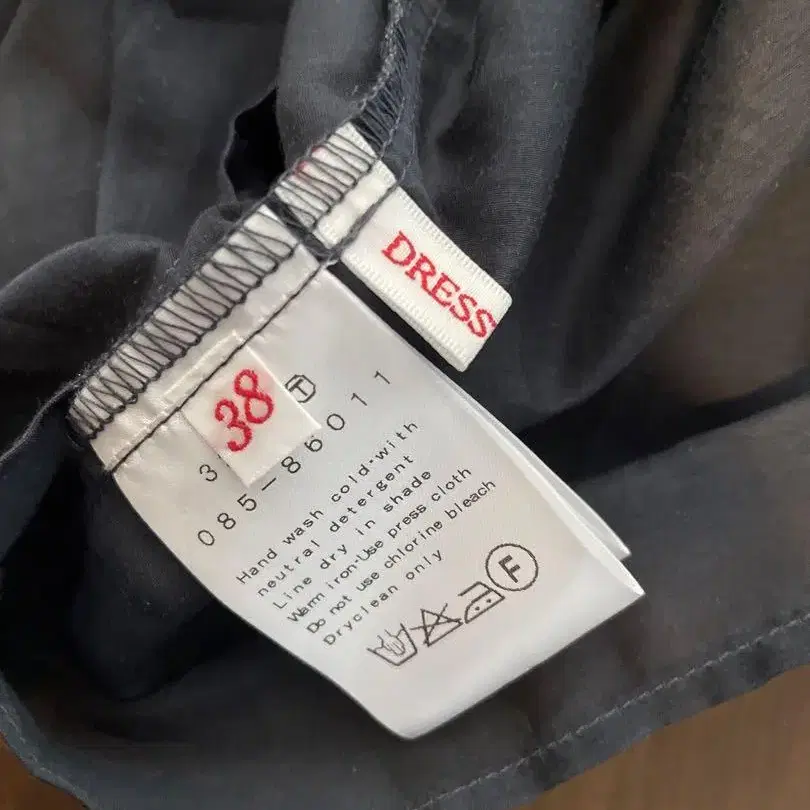 DRESS
38
T
3
085-86011
Hand wash cold·with
neutral detergent
Line dry in shade
Warm iron·Use press cloth
Do not use chlorine bleach
Dryclean only
F